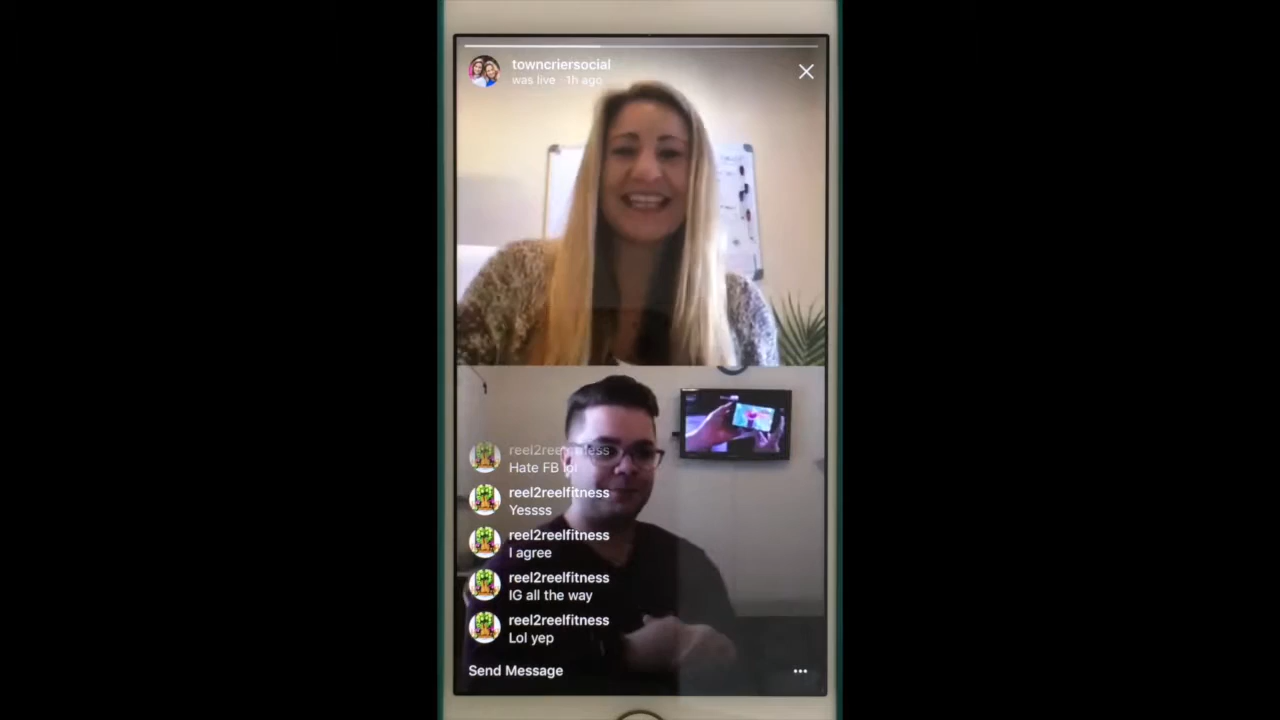 towncriersocial
was live · 1h ago
reel2reelfitness
Hate FB lol
reel2reelfitness
Yessss
reel2reelfitness
I agree
reel2reelfitness
IG all the way
reel2reelfitness
Lol yep
Send Message